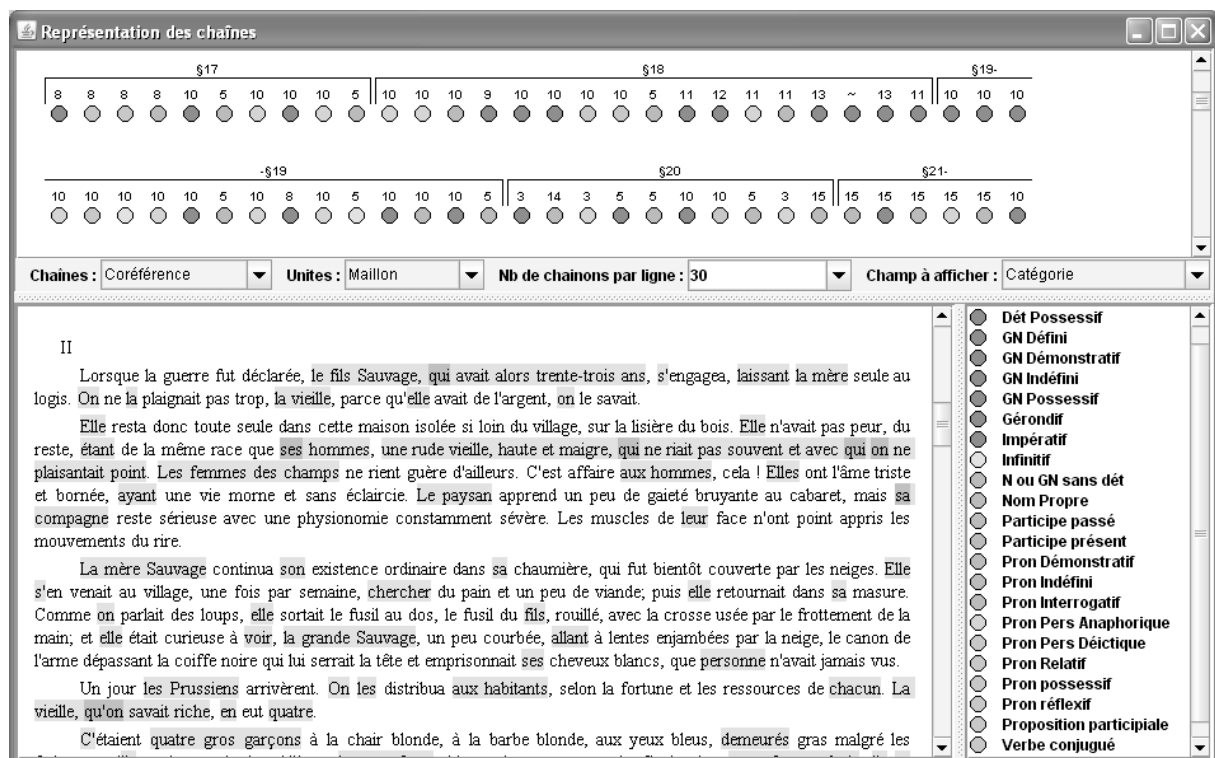 Représentation des chaînes
§17 §18 §19-
8 8 8 8 10 5 10 10 10 5 10 10 10 9 10 10 10 10 5 11 12 11 11 13 ~ 13 11 10 10 10
-§19 §20 §21-
10 10 10 10 10 5 10 8 10 5 10 10 10 5 3 14 3 5 5 10 10 5 3 15 15 15 15 15 15 10
Chaînes : Coréférence Unites : Maillon Nb de chainons par ligne : 30 Champ à afficher : Catégorie
II
Lorsque la guerre fut déclarée, le fils Sauvage, qui avait alors trente-trois ans, s'engagea, laissant la mère seule au
logis. On ne la plaignait pas trop, la vieille, parce qu'elle avait de l'argent, on le savait.
Elle resta donc toute seule dans cette maison isolée si loin du village, sur la lisière du bois. Elle n'avait pas peur, du
reste, étant de la même race que ses hommes, une rude vieille, haute et maigre, qui ne riait pas souvent et avec qui on ne
plaisantait point. Les femmes des champs ne rient guère d'ailleurs. C'est affaire aux hommes, cela ! Elles ont l'âme triste
et bornée, ayant une vie morne et sans éclaircie. Le paysan apprend un peu de gaieté bruyante au cabaret, mais sa
compagne reste sérieuse avec une physionomie constamment sévère. Les muscles de leur face n'ont point appris les
mouvements du rire.
La mère Sauvage continua son existence ordinaire dans sa chaumière, qui fut bientôt couverte par les neiges. Elle
s'en venait au village, une fois par semaine, chercher du pain et un peu de viande; puis elle retournait dans sa masure.
Comme on parlait des loups, elle sortait le fusil au dos, le fusil du fils, rouillé, avec la crosse usée par le frottement de la
main; et elle était curieuse à voir, la grande Sauvage, un peu courbée, allant à lentes enjambées par la neige, le canon de
l'arme dépassant la coiffe noire qui lui serrait la tête et emprisonnait ses cheveux blancs, que personne n'avait jamais vus.
Un jour les Prussiens arrivèrent. On les distribua aux habitants, selon la fortune et les ressources de chacun. La
vieille, qu'on savait riche, en eut quatre.
C'étaient quatre gros garçons à la chair blonde, à la barbe blonde, aux yeux bleus, demeurés gras malgré les
Dét Possessif
GN Défini
GN Démonstratif
GN Indéfini
GN Possessif
Gérondif
Impératif
Infinitif
N ou GN sans dét
Nom Propre
Participe passé
Participe présent
Pron Démonstratif
Pron Indéfini
Pron Interrogatif
Pron Pers Anaphorique
Pron Pers Déictique
Pron Relatif
Pron possessif
Pron réflexif
Proposition participiale
Verbe conjugué